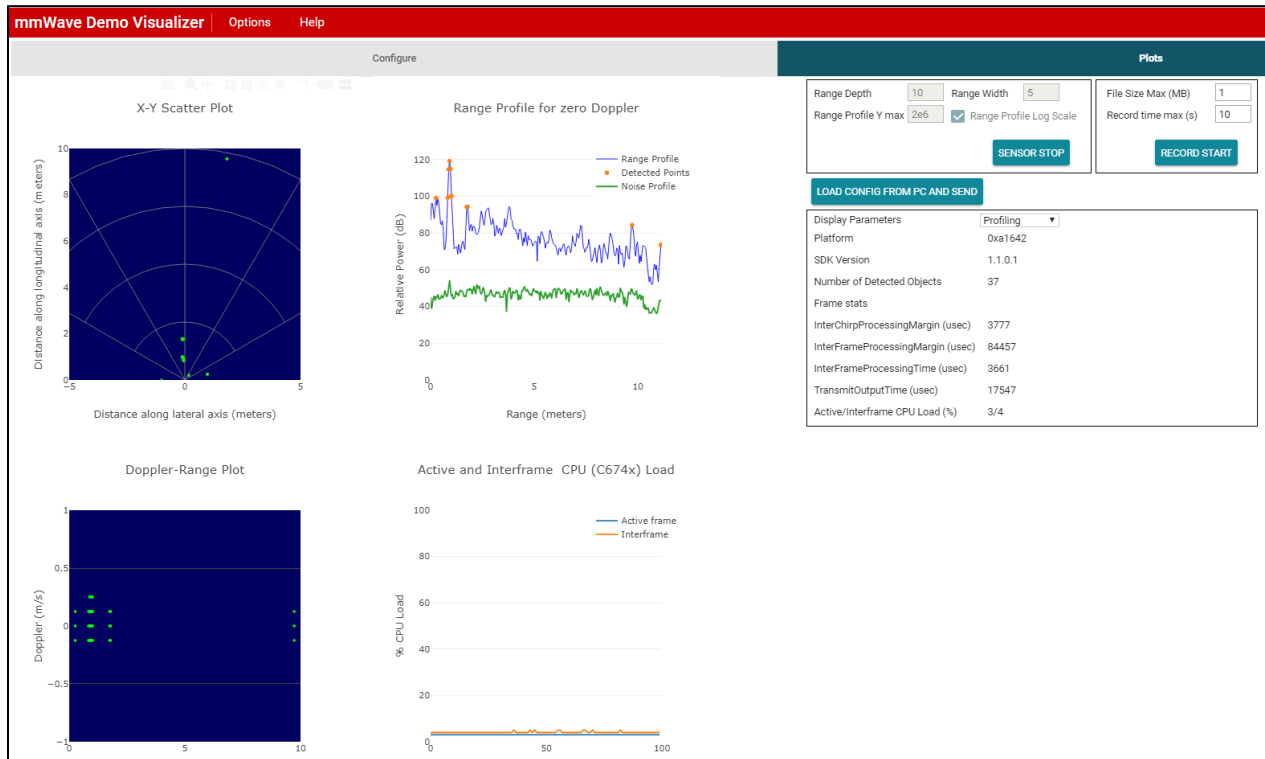 mmWave Demo Visualizer Options Help
Configure Plots
X-Y Scatter Plot
10
8
6
4
2
0
−5 0 5
Distance along longitudinal axis (meters)
Distance along lateral axis (meters)
Range Profile for zero Doppler
Range Profile
Detected Points
Noise Profile
120
100
80
60
40
20
0
0 5 10
Relative Power (dB)
Range (meters)
Range Depth 10 Range Width 5
Range Profile Y max 2e6 Range Profile Log Scale
SENSOR STOP
File Size Max (MB) 1
Record time max (s) 10
RECORD START
LOAD CONFIG FROM PC AND SEND
Display Parameters Profiling
Platform 0xa1642
SDK Version 1.1.0.1
Number of Detected Objects 37
Frame stats
InterChirpProcessingMargin (usec) 3777
InterFrameProcessingMargin (usec) 84457
InterFrameProcessingTime (usec) 3661
TransmitOutputTime (usec) 17547
Active/Interframe CPU Load (%) 3/4
Doppler-Range Plot
1
0.5
0
−0.5
−1
0 5 10
Doppler (m/s)
Active and Interframe CPU (C674x) Load
Active frame
Interframe
100
80
60
40
20
0
0 50 100
% CPU Load